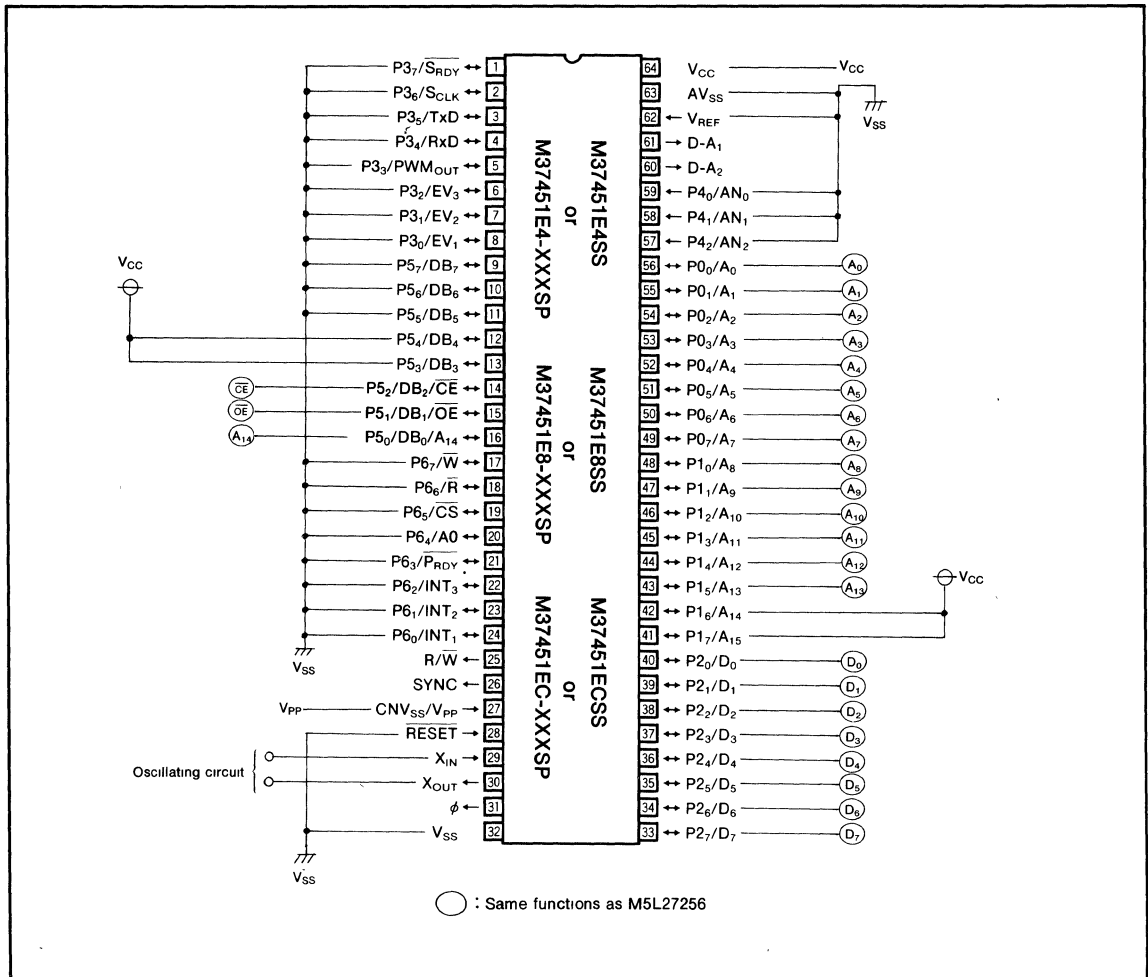 P3₇/S̅R̅D̅Y̅ 1
P3₆/SCLK 2
P3₅/TxD 3
P3₄/RxD 4
P3₃/PWMOUT 5
P3₂/EV₃ 6
P3₁/EV₂ 7
P3₀/EV₁ 8
P5₇/DB₇ 9
P5₆/DB₆ 10
P5₅/DB₅ 11
P5₄/DB₄ 12
P5₃/DB₃ 13
VCC
C̅E̅ P5₂/DB₂/C̅E̅ 14
O̅E̅ P5₁/DB₁/O̅E̅ 15
A₁₄ P5₀/DB₀/A₁₄ 16
P6₇/W̅ 17
P6₆/R̅ 18
P6₅/C̅S̅ 19
P6₄/A0 20
P6₃/P̅R̅D̅Y̅ 21
P6₂/INT₃ 22
P6₁/INT₂ 23
P6₀/INT₁ 24
VSS
R/W̅ 25
SYNC 26
VPP CNVSS/VPP 27
R̅E̅S̅E̅T̅ 28
Oscillating circuit
XIN 29
XOUT 30
ϕ 31
VSS 32
VSS
M37451E4-XXXSP
or
M37451E4SS
M37451E8-XXXSP
or
M37451E8SS
M37451EC-XXXSP
or
M37451ECSS
64 VCC VCC
63 AVSS
VSS
62 VREF
61 D-A₁
60 D-A₂
59 P4₀/AN₀
58 P4₁/AN₁
57 P4₂/AN₂
56 P0₀/A₀ A₀
55 P0₁/A₁ A₁
54 P0₂/A₂ A₂
53 P0₃/A₃ A₃
52 P0₄/A₄ A₄
51 P0₅/A₅ A₅
50 P0₆/A₆ A₆
49 P0₇/A₇ A₇
48 P1₀/A₈ A₈
47 P1₁/A₉ A₉
46 P1₂/A₁₀ A₁₀
45 P1₃/A₁₁ A₁₁
44 P1₄/A₁₂ A₁₂
43 P1₅/A₁₃ A₁₃
VCC
42 P1₆/A₁₄
41 P1₇/A₁₅
40 P2₀/D₀ D₀
39 P2₁/D₁ D₁
38 P2₂/D₂ D₂
37 P2₃/D₃ D₃
36 P2₄/D₄ D₄
35 P2₅/D₅ D₅
34 P2₆/D₆ D₆
33 P2₇/D₇ D₇
: Same functions as M5L27256